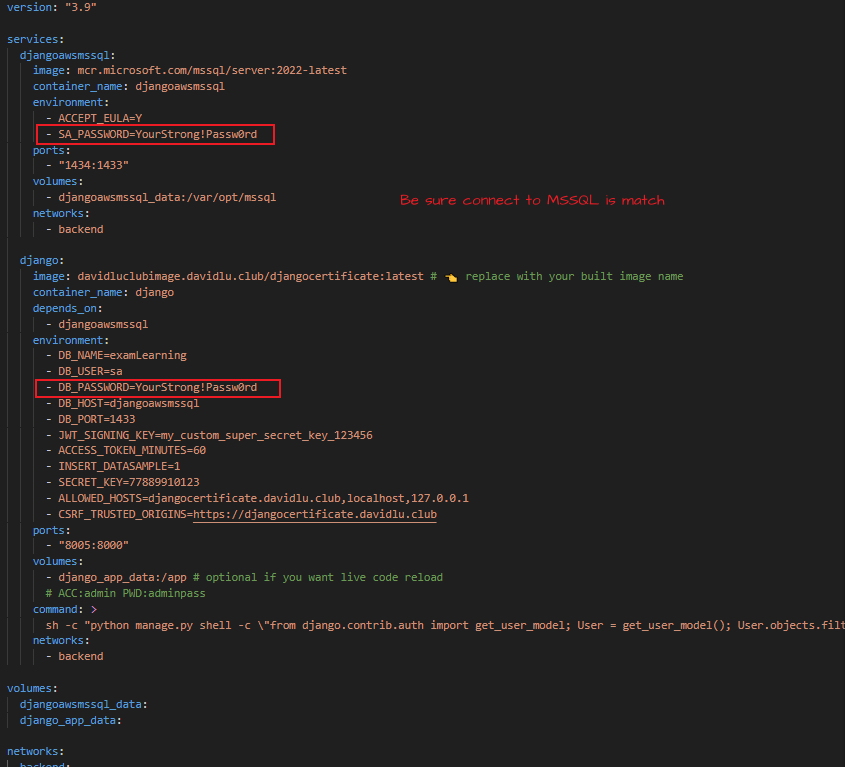 version: "3.9"
services:
djangoawsmssql:
image: mcr.microsoft.com/mssql/server:2022-latest
container_name: djangoawsmssql
environment:
- ACCEPT_EULA=Y
- SA_PASSWORD=YourStrong!Passw0rd
ports:
- "1434:1433"
volumes:
- djangoawsmssql_data:/var/opt/mssql
Be sure connect to MSSQL is match
networks:
- backend
django:
image: davidluclubimage.davidlu.club/djangocertificate:latest # 👈 replace with your built image name
container_name: django
depends_on:
- djangoawsmssql
environment:
- DB_NAME=examLearning
- DB_USER=sa
- DB_PASSWORD=YourStrong!Passw0rd
- DB_HOST=djangoawsmssql
- DB_PORT=1433
- JWT_SIGNING_KEY=my_custom_super_secret_key_123456
- ACCESS_TOKEN_MINUTES=60
- INSERT_DATASAMPLE=1
- SECRET_KEY=77889910123
- ALLOWED_HOSTS=djangocertificate.davidlu.club,localhost,127.0.0.1
- CSRF_TRUSTED_ORIGINS=https://djangocertificate.davidlu.club
ports:
- "8005:8000"
volumes:
- django_app_data:/app # optional if you want live code reload
# ACC:admin PWD:adminpass
command: >
sh -c "python manage.py shell -c \"from django.contrib.auth import get_user_model; User = get_user_model(); User.objects.filt
networks:
- backend
volumes:
djangoawsmssql_data:
django_app_data:
networks:
backend: